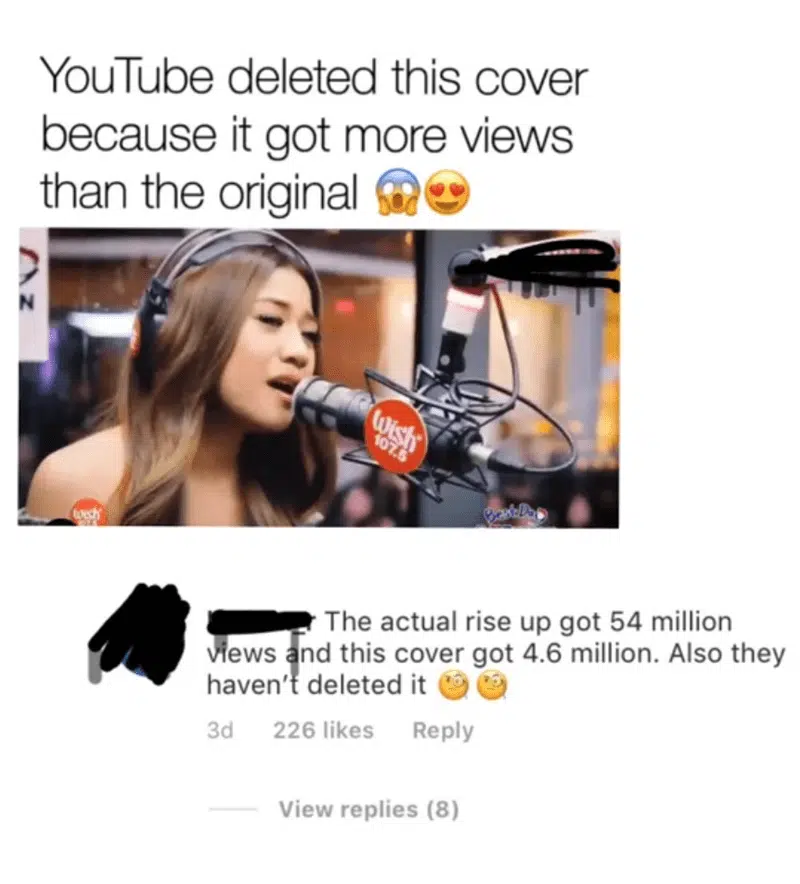 YouTube deleted this cover
because it got more views
than the original 😱😍
N
Wish
107.5
wish
The actual rise up got 54 million
views and this cover got 4.6 million. Also they
haven't deleted it 🧐🧐
3d 226 likes Reply
View replies (8)